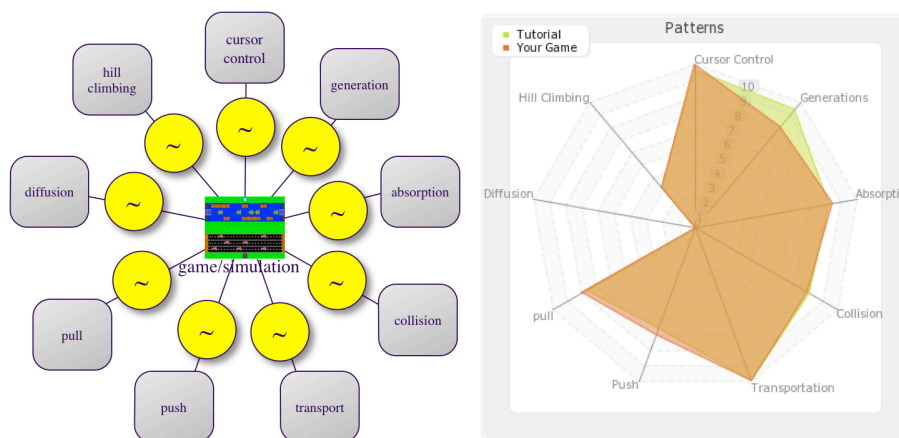 cursor
control
hill
climbing
generation
~
~
~
diffusion
~
~
absorption
game/simulation
~
~
pull
~
~
collision
push
transport
Patterns
Tutorial
Your Game
Cursor Control
Hill Climbing
Generations
10
9
8
7
6
5
4
3
2
1
Diffusion
Absorpti
pull
Collision
Push
Transportation